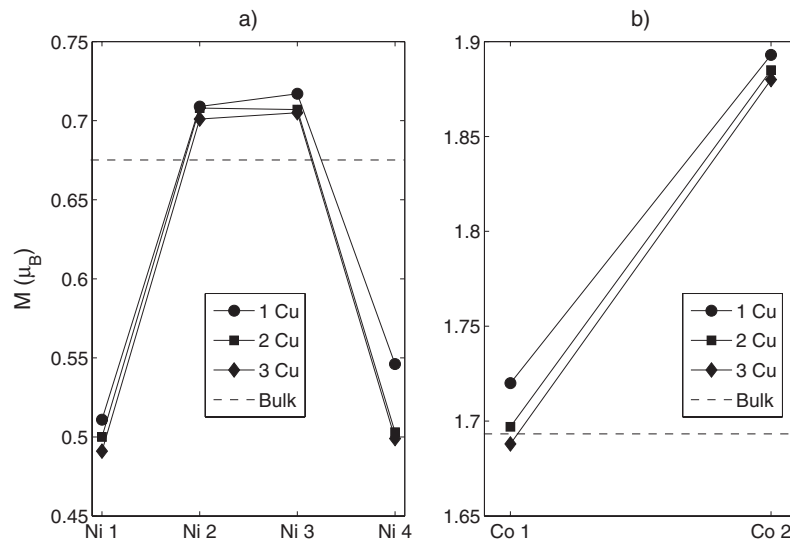 a)
M (μB)
0.75
0.7
0.65
0.6
0.55
0.5
0.45
Ni 1 Ni 2 Ni 3 Ni 4
1 Cu
2 Cu
3 Cu
Bulk
b)
1.9
1.85
1.8
1.75
1.7
1.65
Co 1 Co 2
1 Cu
2 Cu
3 Cu
Bulk